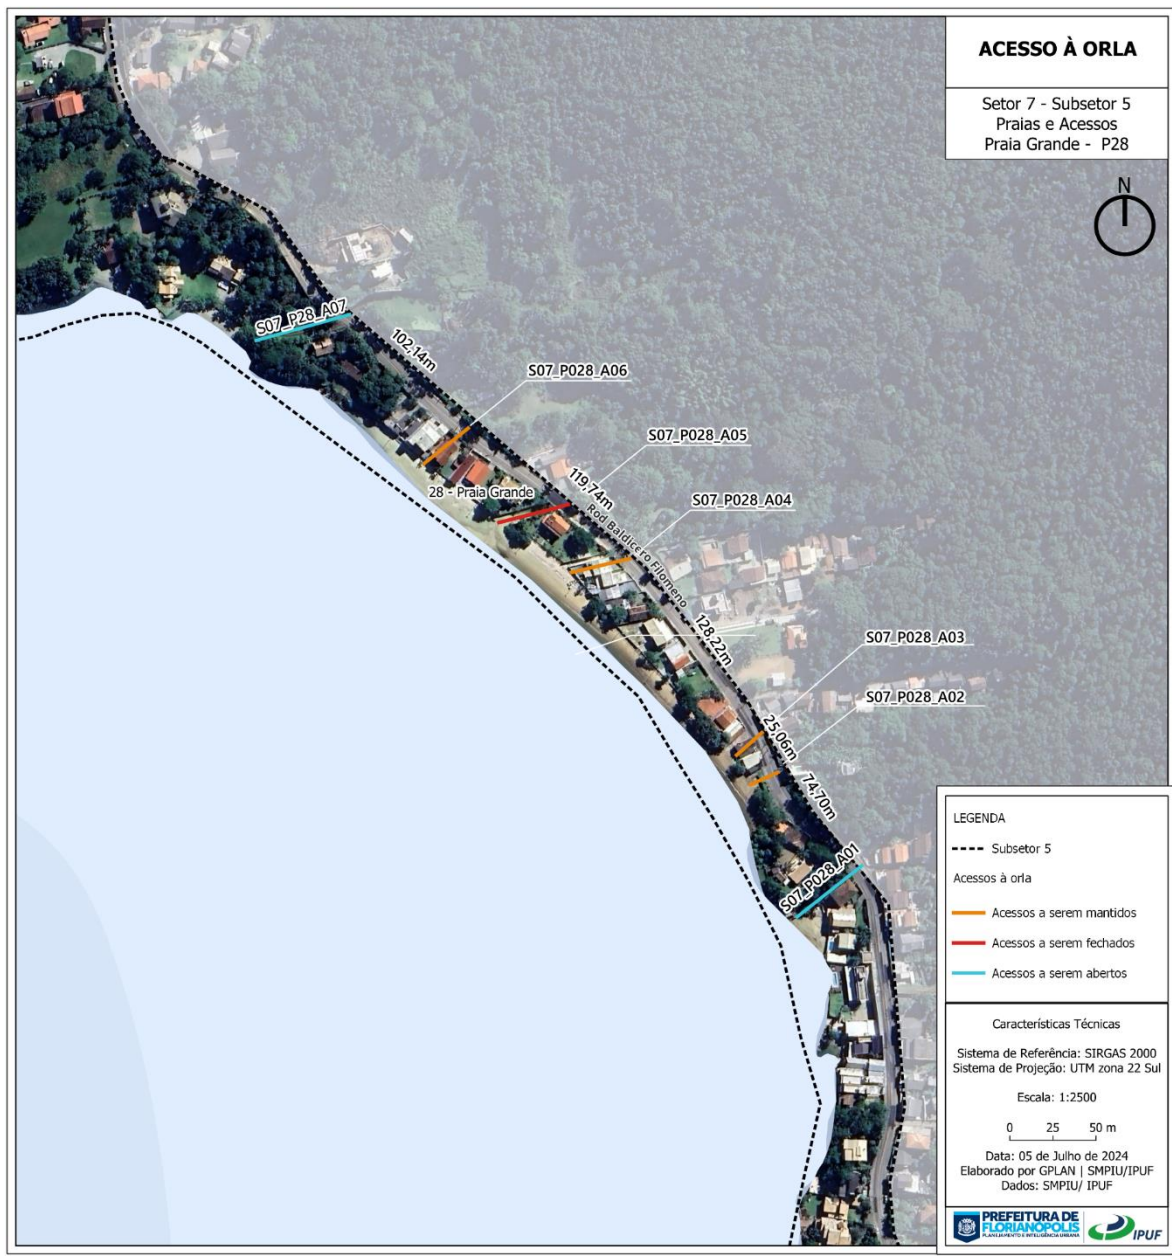 ACESSO À ORLA
Setor 7 - Subsetor 5
Praias e Acessos
Praia Grande - P28
N
S07_P28_A07
102,14m
S07_P028_A06
S07_P028_A05
28 - Praia Grande
119,74m
S07_P028_A04
Rod Baldicero Filomeno
128,22m
S07_P028_A03
S07_P028_A02
25,06m
74,70m
S07_P028_A01
LEGENDA
Subsetor 5
Acessos à orla
Acessos a serem mantidos
Acessos a serem fechados
Acessos a serem abertos
Características Técnicas
Sistema de Referência: SIRGAS 2000
Sistema de Projeção: UTM zona 22 Sul
Escala: 1:2500
0 25 50 m
Data: 05 de Julho de 2024
Elaborado por GPLAN | SMPIU/IPUF
Dados: SMPIU/ IPUF
PREFEITURA DE
FLORIANÓPOLIS
PLANEJAMENTO E INTELIGÊNCIA URBANA
IPUF